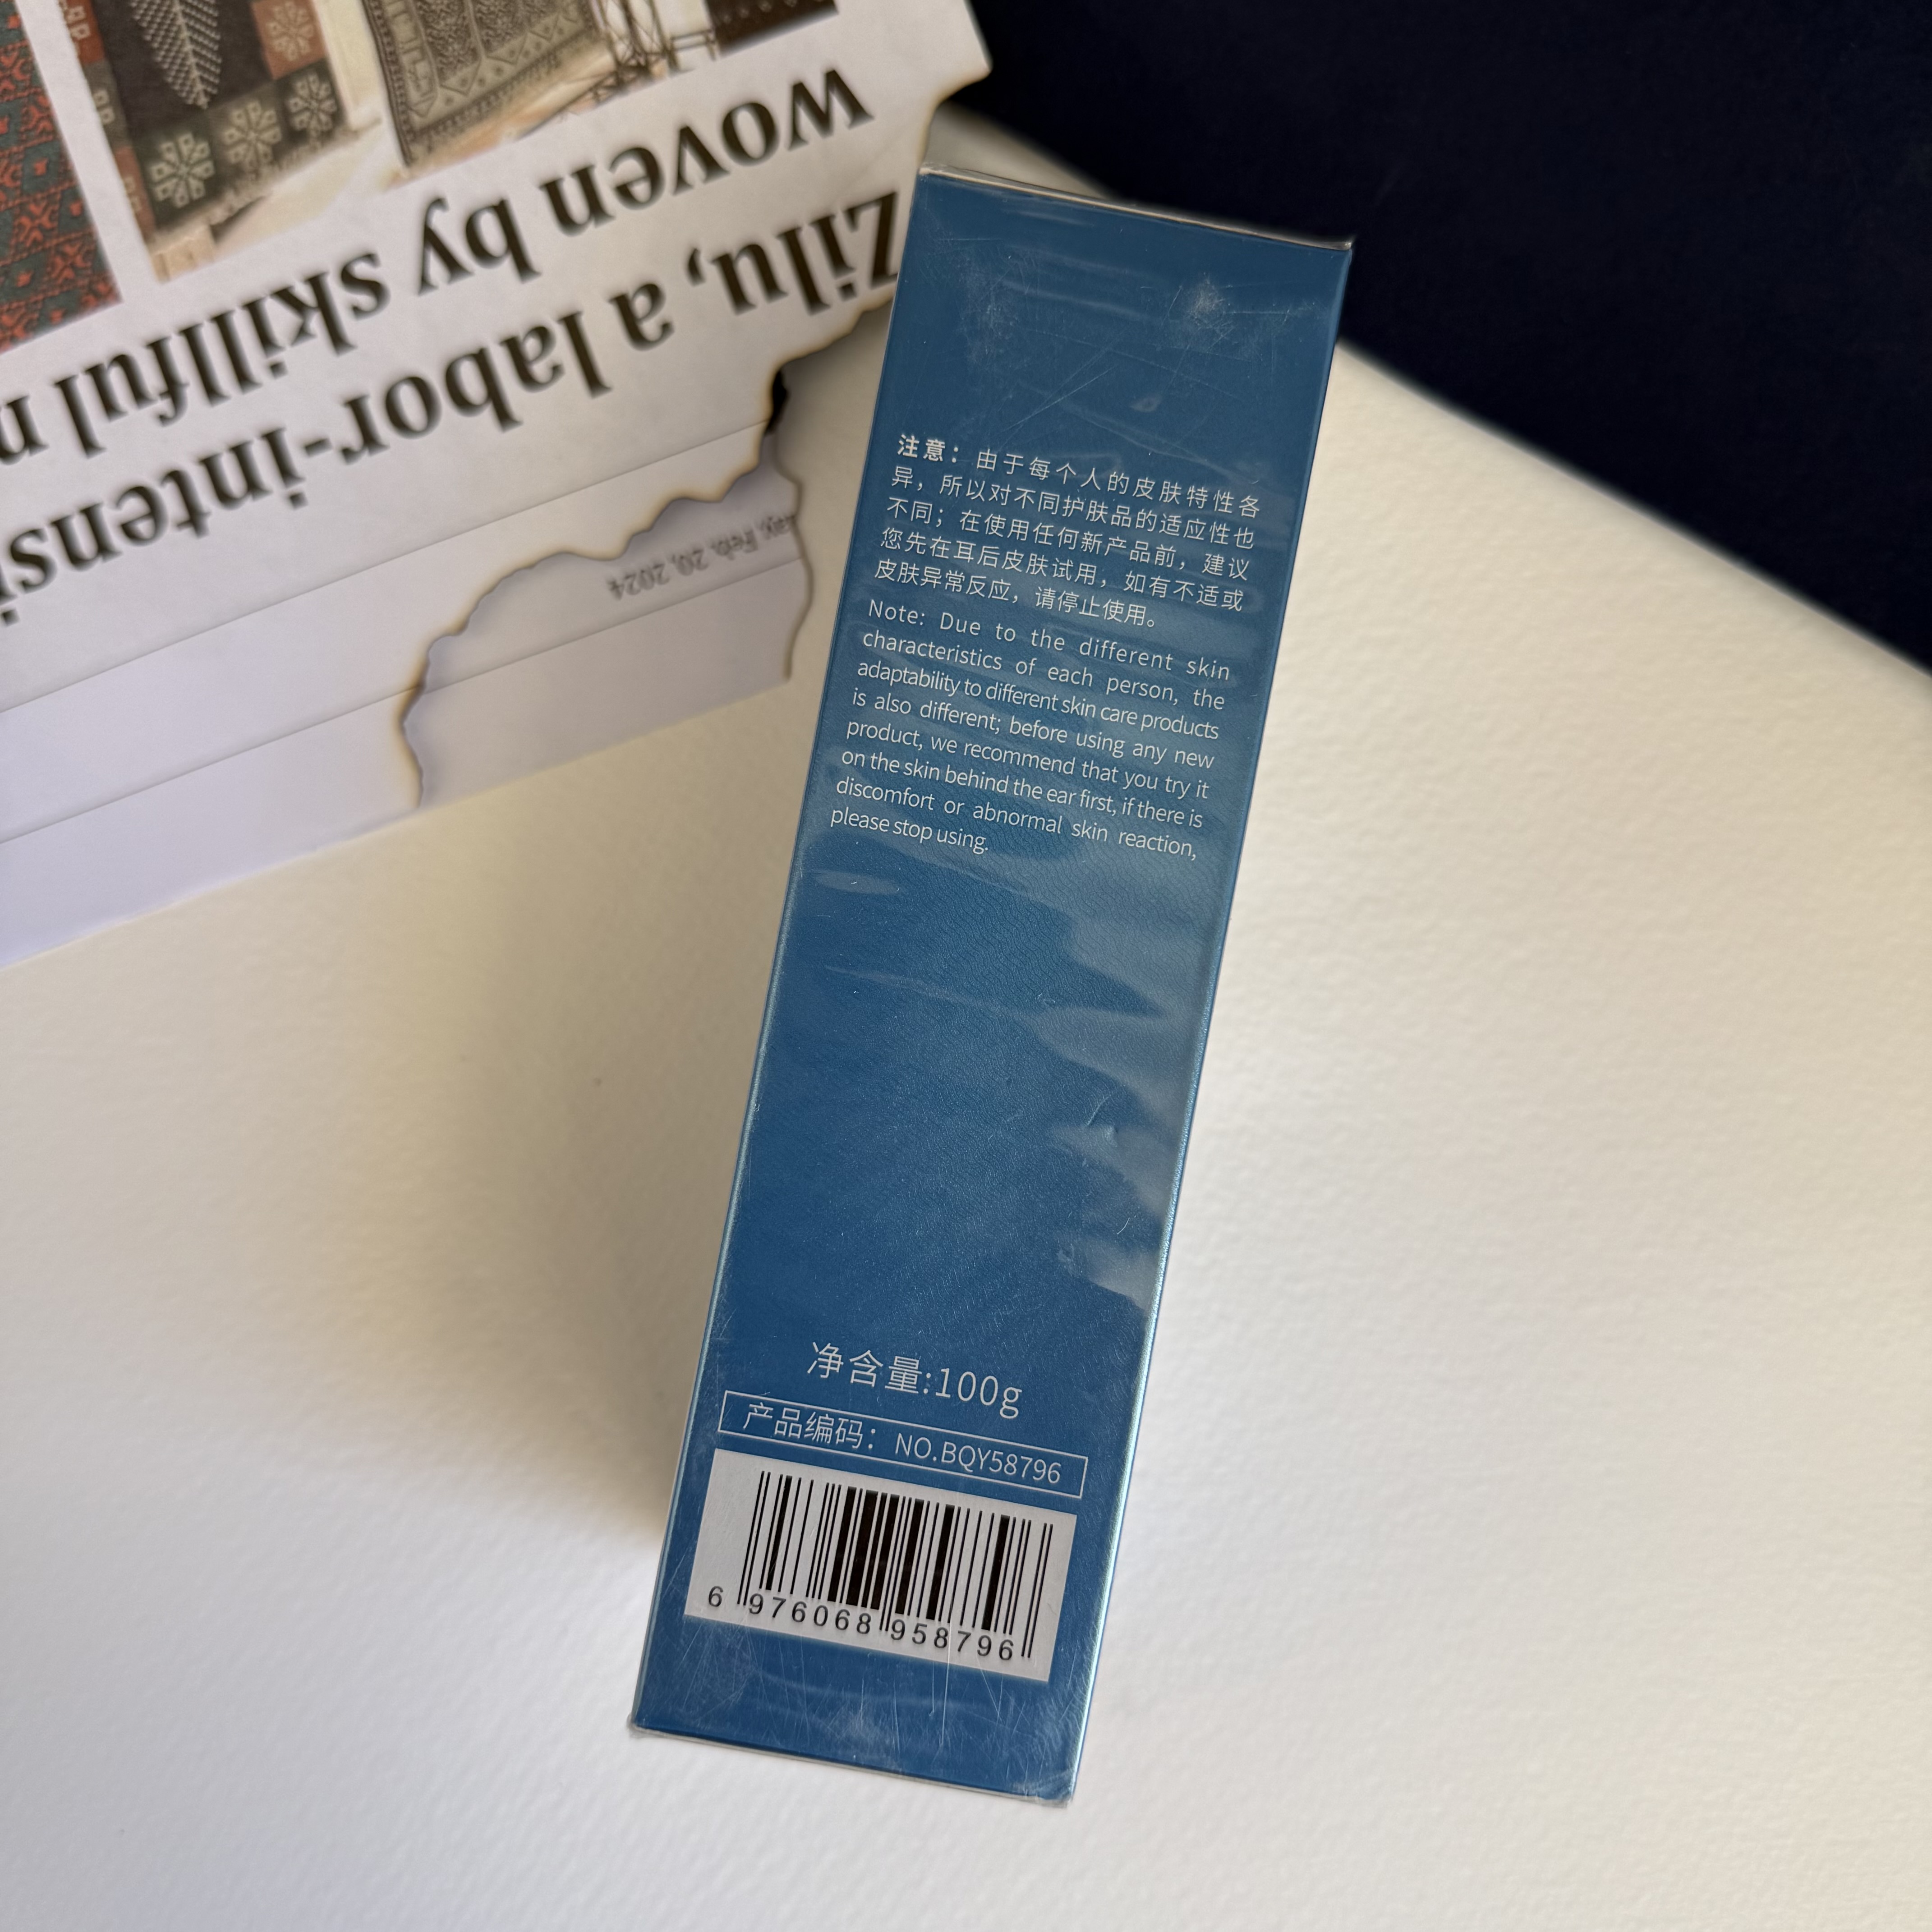 woven by skillful
zilu, a labor-intens
Feb. 20, 2024
注意：由于每个人的皮肤特性各
异，所以对不同护肤品的适应性也
不同；在使用任何新产品前，建议
您先在耳后皮肤试用，如有不适或
皮肤异常反应，请停止使用。
Note: Due to the different skin
characteristics of each person, the
adaptability to different skin care products
is also different; before using any new
product, we recommend that you try it
on the skin behind the ear first, if there is
discomfort or abnormal skin reaction,
please stop using.
净含量:100g
产品编码：NO.BQY58796
6 976068 958796